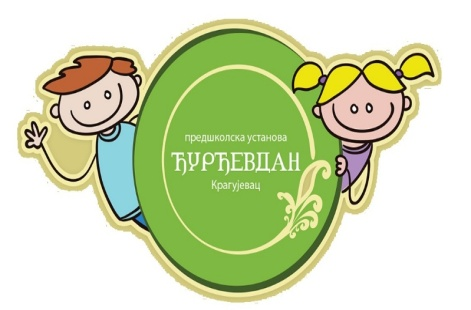 предшколска установа
ЂУРЂЕВДАН
Крагујевац